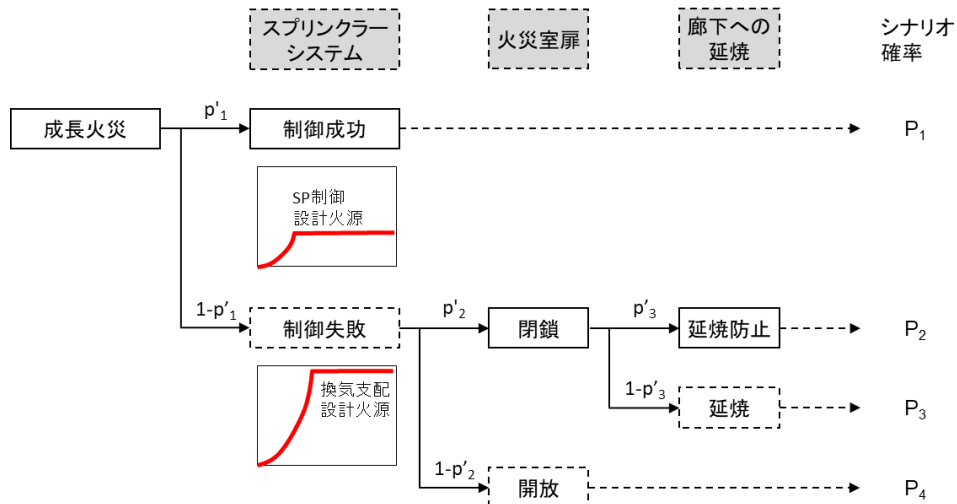 スプリンクラー
システム
火災室扉
廊下への
延焼
シナリオ
確率
成長火災
p'₁
制御成功
P₁
SP制御
設計火源
1-p'₁
制御失敗
p'₂
閉鎖
p'₃
延焼防止
P₂
換気支配
設計火源
1-p'₃
延焼
P₃
1-p'₂
開放
P₄